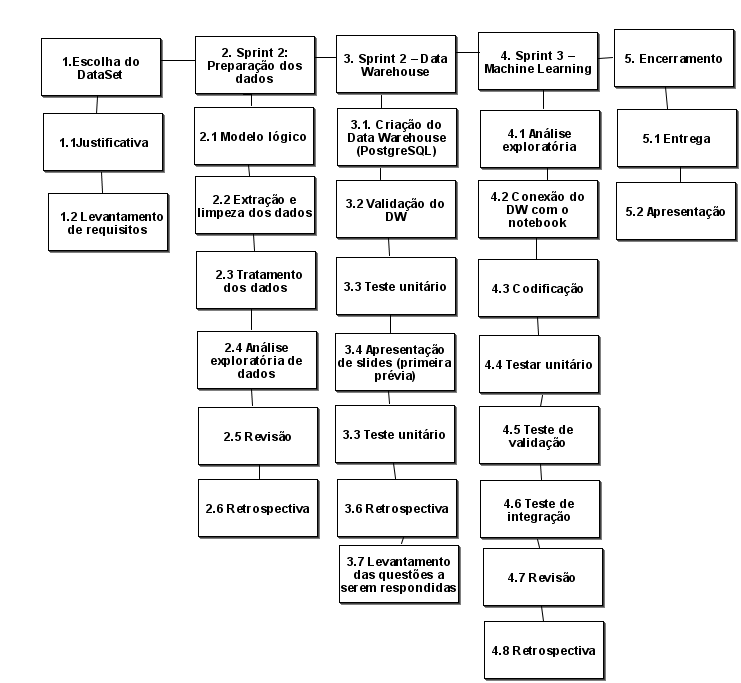 1.Escolha do
DataSet
1.1Justificativa
1.2 Levantamento
de requisitos
2. Sprint 2:
Preparação dos
dados
2.1 Modelo lógico
2.2 Extração e
limpeza dos dados
2.3 Tratamento
dos dados
2.4 Análise
exploratória de
dados
2.5 Revisão
2.6 Retrospectiva
3. Sprint 2 – Data
Warehouse
3.1. Criação do
Data Warehouse
(PostgreSQL)
3.2 Validação do
DW
3.3 Teste unitário
3.4 Apresentação
de slides (primeira
prévia)
3.3 Teste unitário
3.6 Retrospectiva
3.7 Levantamento
das questões a
serem respondidas
4. Sprint 3 –
Machine Learning
4.1 Análise
exploratória
4.2 Conexão do
DW com o
notebook
4.3 Codificação
4.4 Testar unitário
4.5 Teste de
validação
4.6 Teste de
integração
4.7 Revisão
4.8 Retrospectiva
5. Encerramento
5.1 Entrega
5.2 Apresentação